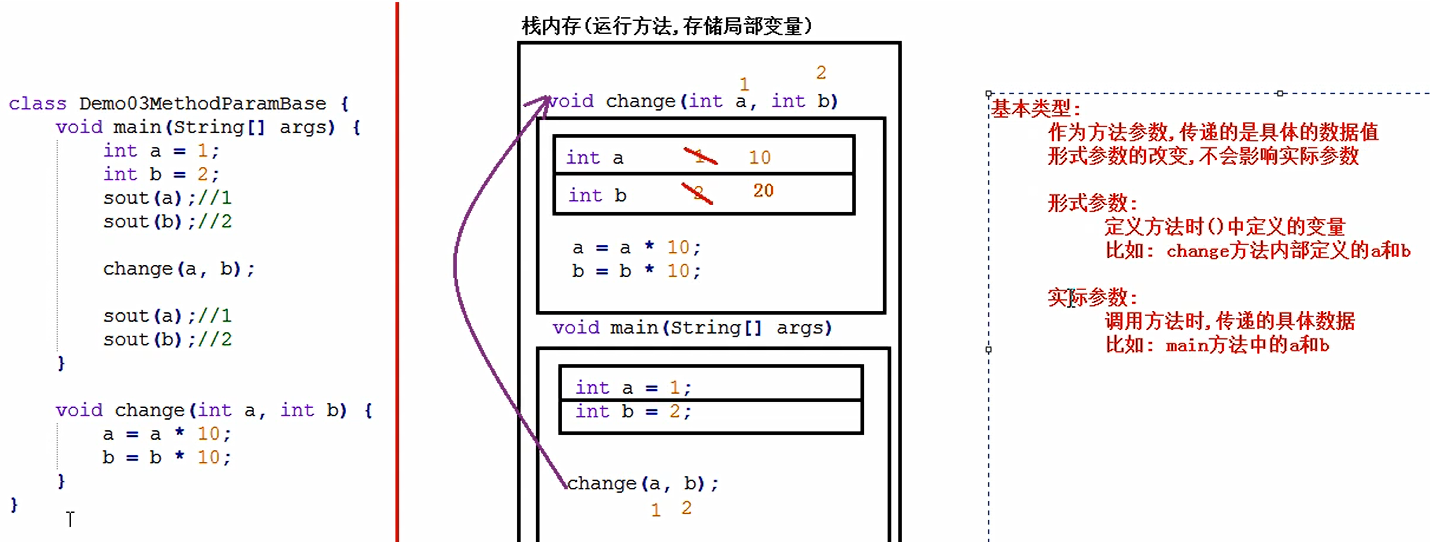 class Demo03MethodParamBase {
void main(String[] args) {
int a = 1;
int b = 2;
sout(a);//1
sout(b);//2
change(a, b);
sout(a);//1
sout(b);//2
}
void change(int a, int b) {
a = a * 10;
b = b * 10;
}
}
栈内存(运行方法,存储局部变量)
1 2
void change(int a, int b)
int a 1 10
int b 2 20
a = a * 10;
b = b * 10;
void main(String[] args)
int a = 1;
int b = 2;
change(a, b);
1 2
基本类型:
作为方法参数,传递的是具体的数据值
形式参数的改变,不会影响实际参数
形式参数:
定义方法时()中定义的变量
比如: change方法内部定义的a和b
实际参数:
调用方法时,传递的具体数据
比如: main方法中的a和b